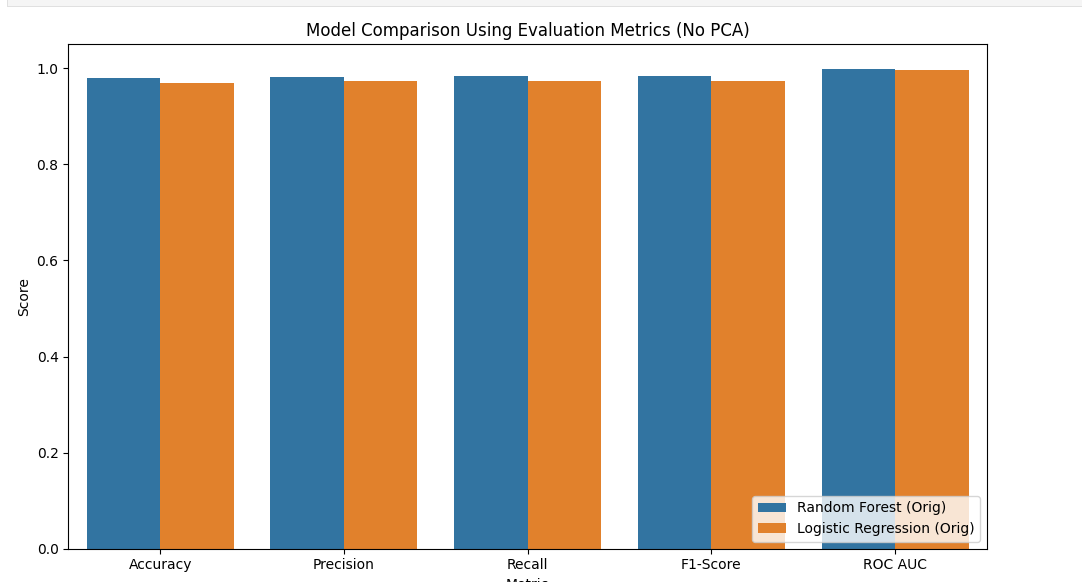 Model Comparison Using Evaluation Metrics (No PCA)
1.0
0.8
0.6
0.4
0.2
0.0
Score
Random Forest (Orig)
Logistic Regression (Orig)
Accuracy Precision Recall F1-Score ROC AUC
Metric